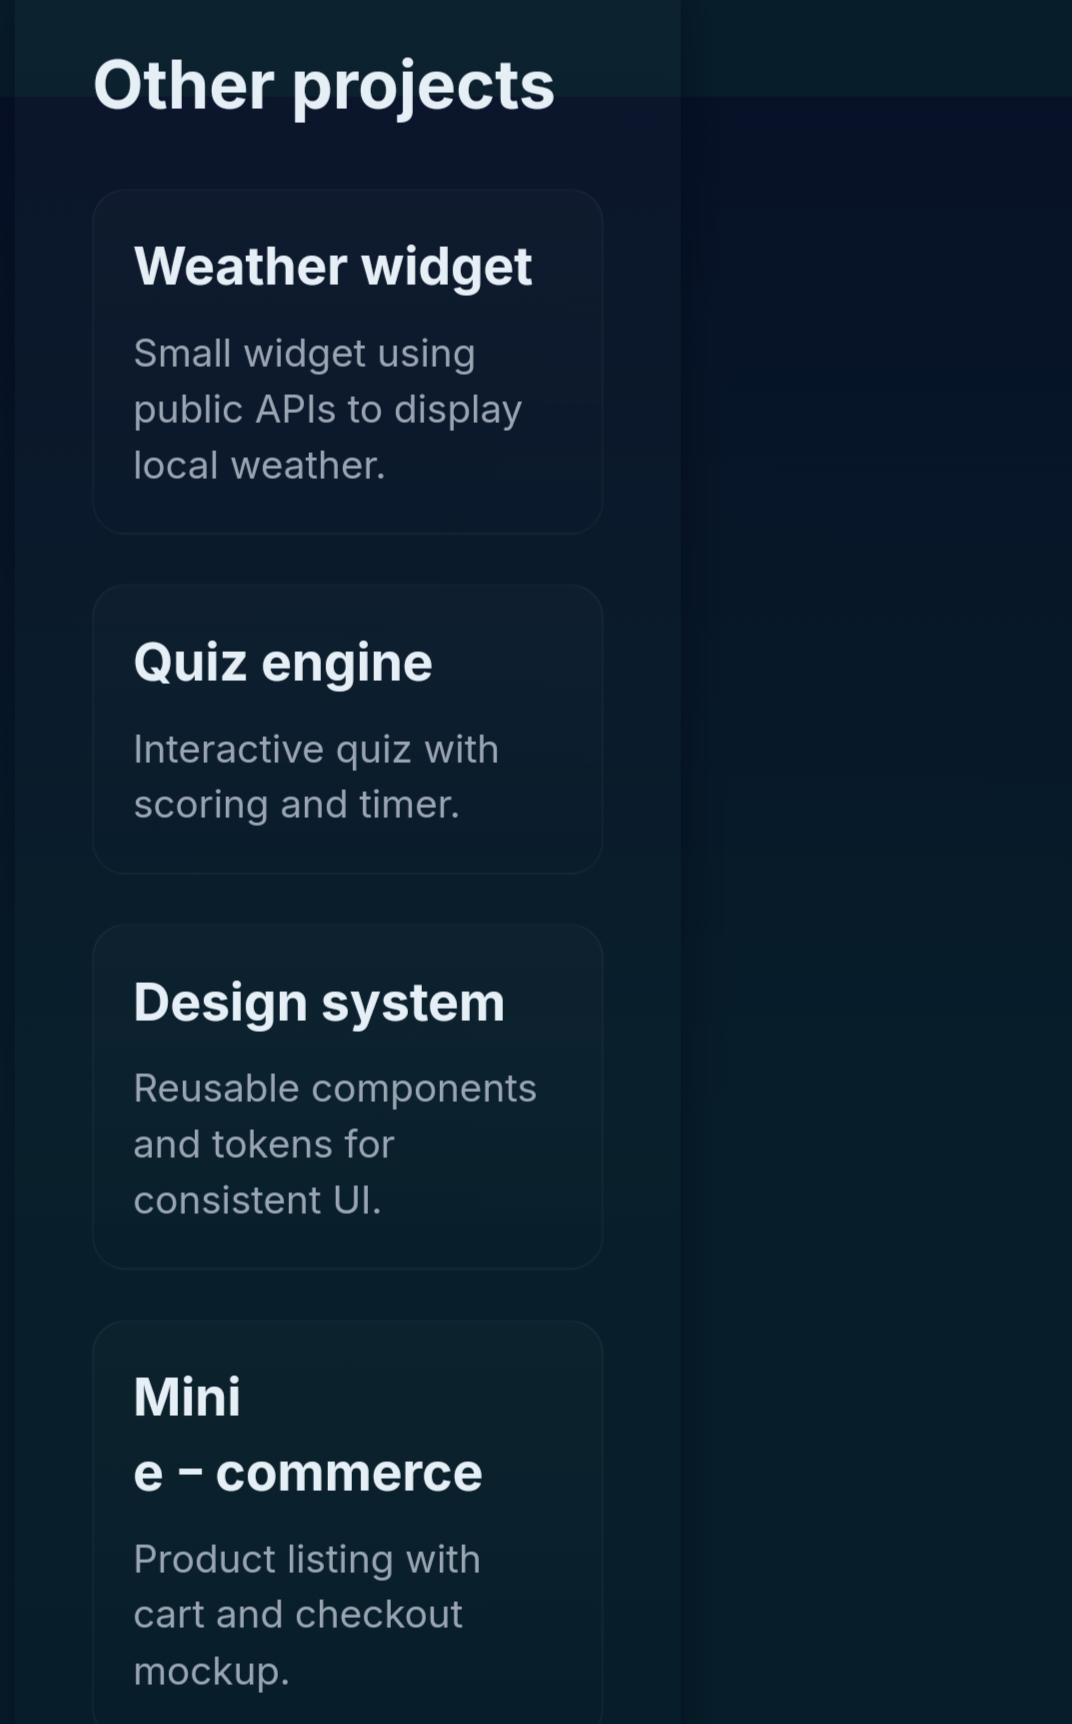 Other projects
Weather widget
Small widget using
public APIs to display
local weather.
Quiz engine
Interactive quiz with
scoring and timer.
Design system
Reusable components
and tokens for
consistent UI.
Mini
e – commerce
Product listing with
cart and checkout
mockup.